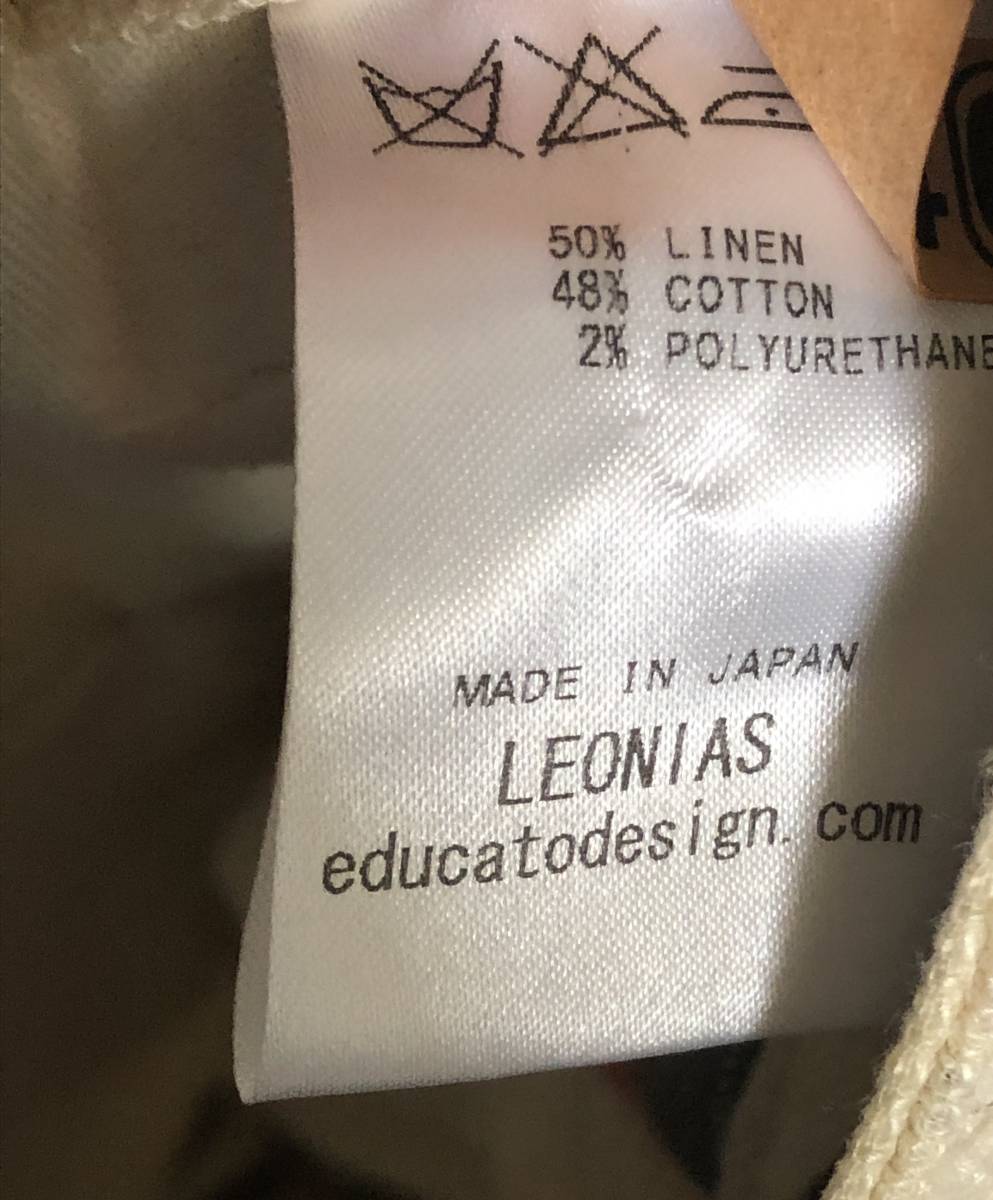 50% LINEN
48% COTTON
2% POLYURETHANE
MADE IN JAPAN
LEONIAS
educatodesign.com